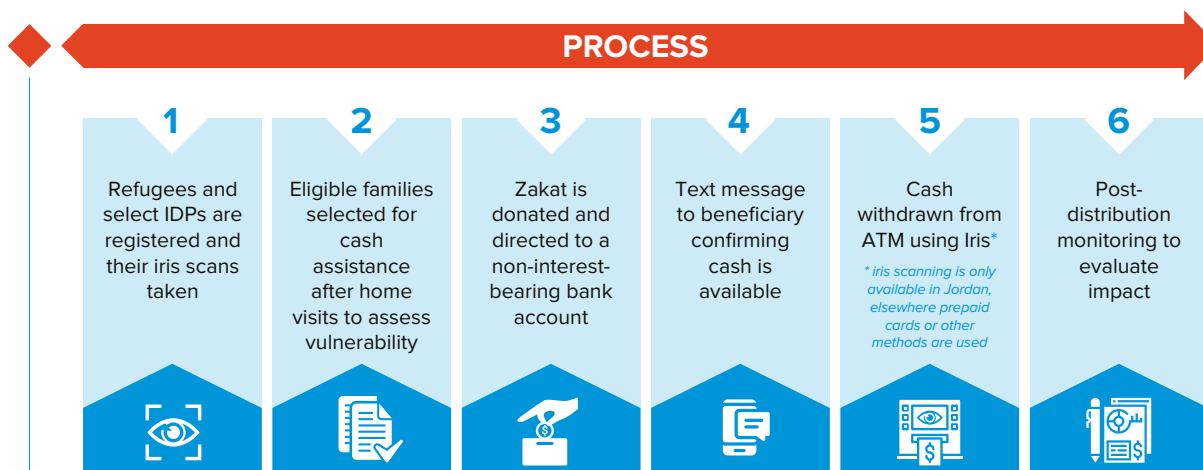 PROCESS
1
Refugees and
select IDPs are
registered and
their iris scans
taken
2
Eligible families
selected for
cash
assistance
after home
visits to assess
vulnerability
3
Zakat is
donated and
directed to a
non-interest-
bearing bank
account
4
Text message
to beneficiary
confirming
cash is
available
5
Cash
withdrawn from
ATM using Iris*
* iris scanning is only
available in Jordan,
elsewhere prepaid
cards or other
methods are used
6
Post-
distribution
monitoring to
evaluate
impact
$
$
$